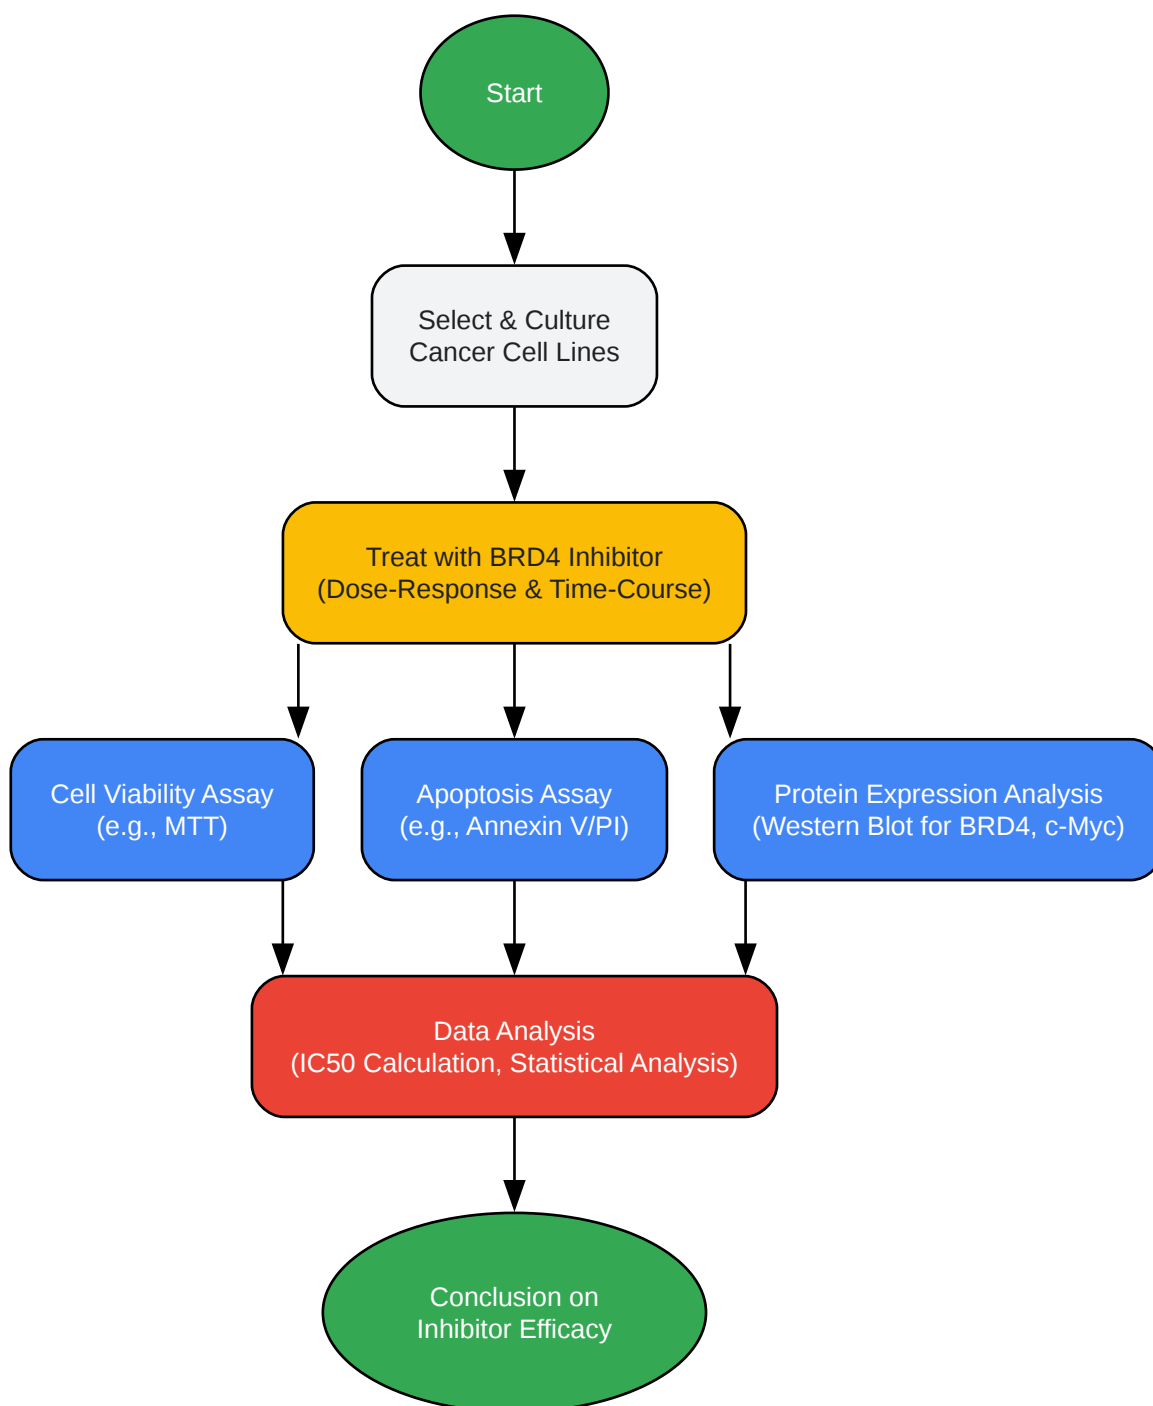 Start
Select & Culture
Cancer Cell Lines
Treat with BRD4 Inhibitor
(Dose-Response & Time-Course)
Cell Viability Assay
(e.g., MTT)
Apoptosis Assay
(e.g., Annexin V/PI)
Protein Expression Analysis
(Western Blot for BRD4, c-Myc)
Data Analysis
(IC50 Calculation, Statistical Analysis)
Conclusion on
Inhibitor Efficacy